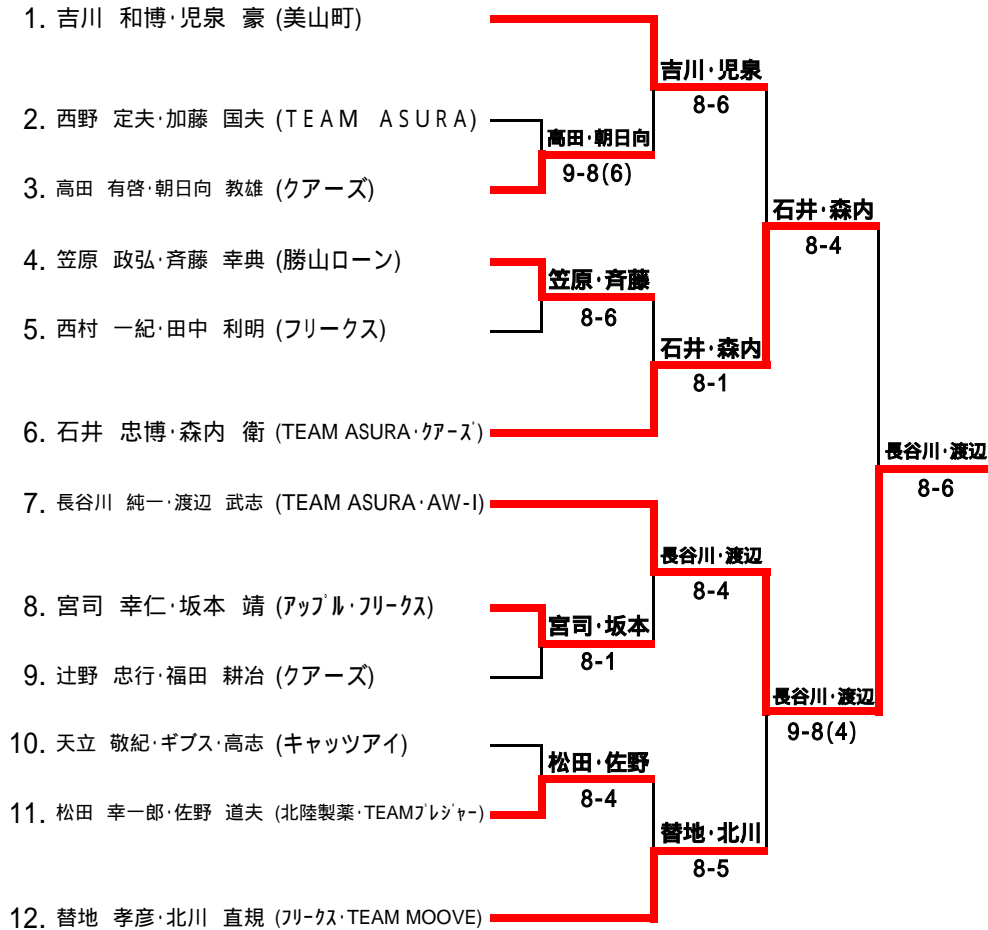 1. 吉川 和博・児泉 豪 (美山町)
吉川・児泉
8-6
2. 西野 定夫・加藤 国夫 (TEAM ASURA)
高田・朝日向
9-8(6)
3. 高田 有啓・朝日向 教雄 (クアーズ)
石井・森内
8-4
4. 笠原 政弘・斉藤 幸典 (勝山ローン)
笠原・斉藤
8-6
5. 西村 一紀・田中 利明 (フリークス)
石井・森内
8-1
6. 石井 忠博・森内 衛 (TEAM ASURA・クアーズ)
長谷川・渡辺
8-6
7. 長谷川 純一・渡辺 武志 (TEAM ASURA・AW-I)
長谷川・渡辺
8-4
8. 宮司 幸仁・坂本 靖 (アップル・フリークス)
宮司・坂本
8-1
9. 辻野 忠行・福田 耕冶 (クアーズ)
長谷川・渡辺
9-8(4)
10. 天立 敬紀・ギブス・高志 (キャッツアイ)
松田・佐野
8-4
11. 松田 幸一郎・佐野 道夫 (北陸製薬・TEAMプレジャー)
替地・北川
8-5
12. 替地 孝彦・北川 直規 (フリークス・TEAM MOOVE)